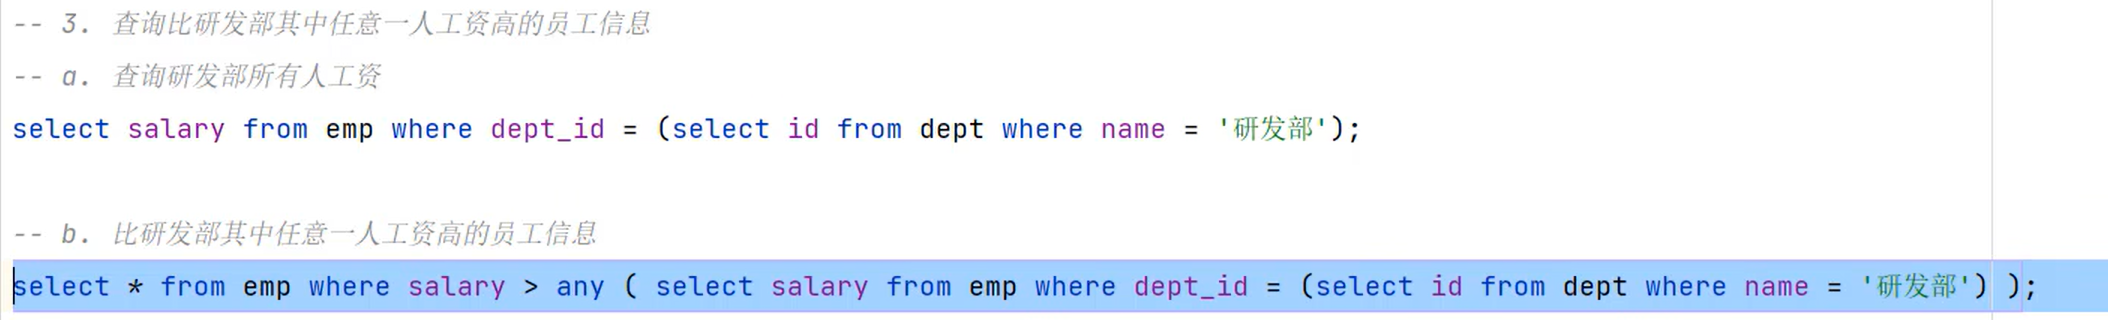 -- 3. 查询比研发部其中任意一人工资高的员工信息
-- a. 查询研发部所有人工资
select salary from emp where dept_id = (select id from dept where name = '研发部');
-- b. 比研发部其中任意一人工资高的员工信息
select * from emp where salary > any ( select salary from emp where dept_id = (select id from dept where name = '研发部') );